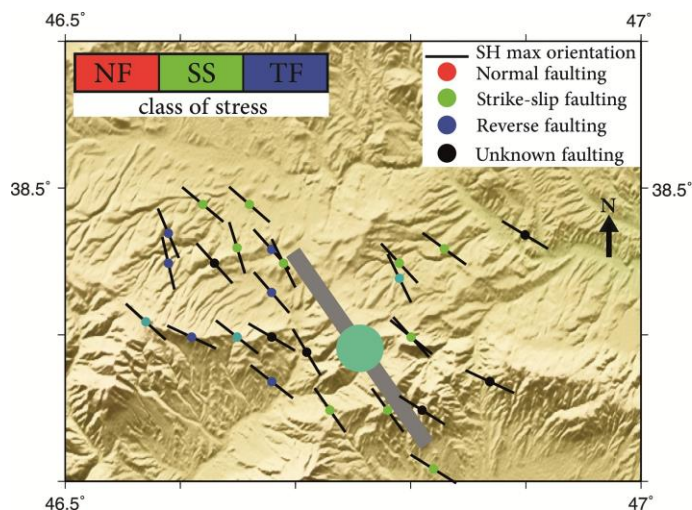 46.5°
47°
NF SS TF
class of stress
SH max orientation
Normal faulting
Strike-slip faulting
Reverse faulting
Unknown faulting
38.5°
38.5°
N
46.5°
47°